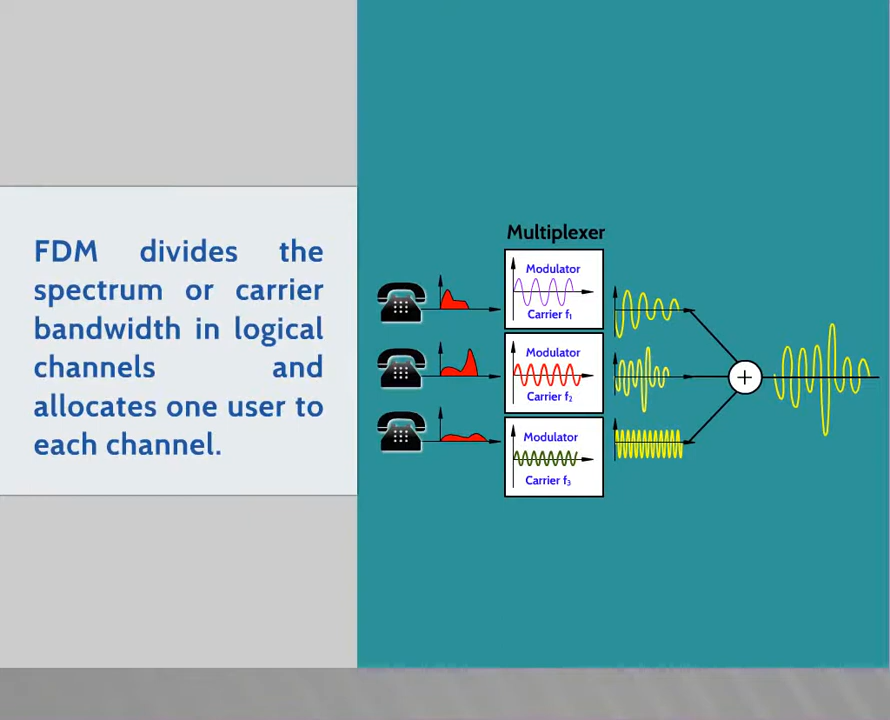 FDM divides the
spectrum or carrier
bandwidth in logical
channels and
allocates one user to
each channel.
Multiplexer
Modulator
Carrier f₁
Modulator
Carrier f₂
Modulator
Carrier f₃